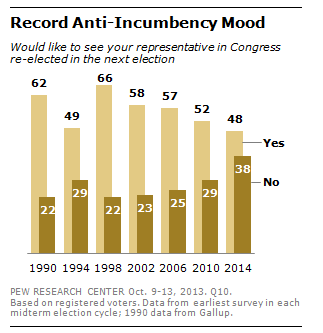 Record Anti-Incumbency Mood
Would like to see your representative in Congress
re-elected in the next election
62
49
66
58
57
52
48
Yes
No
22
29
22
23
25
29
38
1990 1994 1998 2002 2006 2010 2014
PEW RESEARCH CENTER Oct. 9-13, 2013. Q10.
Based on registered voters. Data from earliest survey in each
midterm election cycle; 1990 data from Gallup.